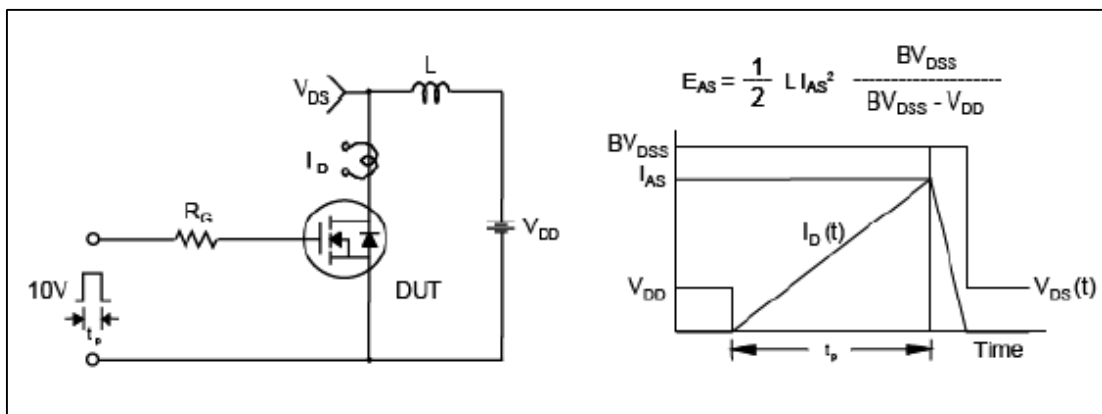 L
V_DS
I_D
R_G
V_DD
10V
DUT
t_p
E_AS = 1/2 L I_AS² BV_DSS / (BV_DSS - V_DD)
BV_DSS
I_AS
I_D (t)
V_DD
V_DS (t)
t_p
Time